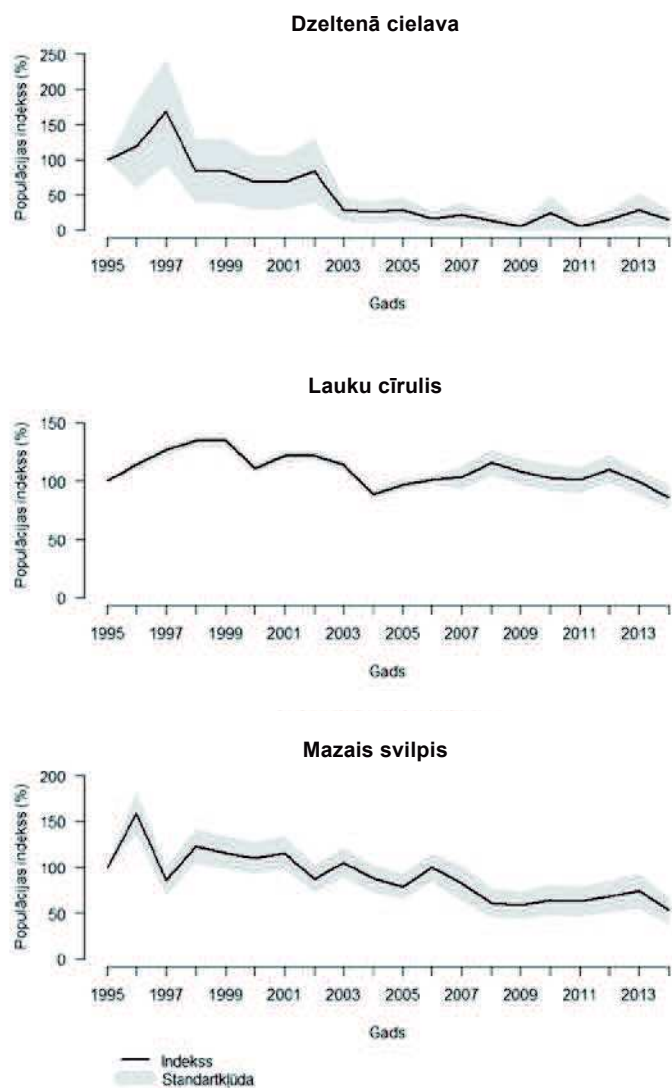 Dzeltenā cielava
Populācijas indekss (%)
250
200
150
100
50
0
1995 1997 1999 2001 2003 2005 2007 2009 2011 2013
Gads
Lauku cīrulis
Populācijas indekss (%)
150
100
50
0
1995 1997 1999 2001 2003 2005 2007 2009 2011 2013
Gads
Mazais svilpis
Populācijas indekss (%)
200
150
100
50
0
1995 1997 1999 2001 2003 2005 2007 2009 2011 2013
Gads
Indekss
Standartkļūda